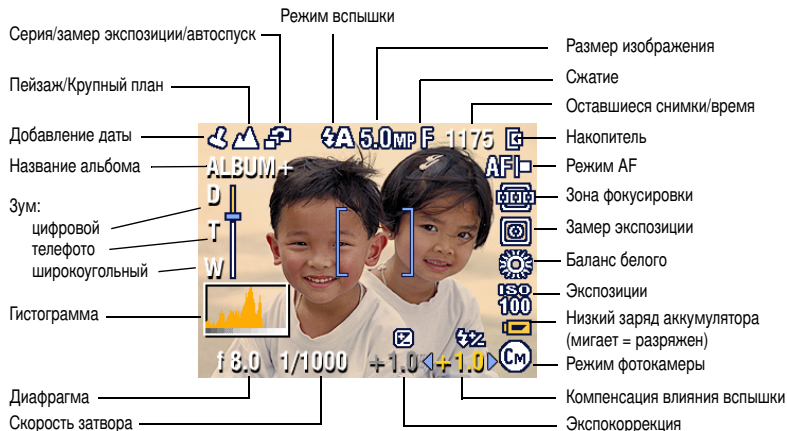 Режим вспышки
Серия/замер экспозиции/автоспуск
Размер изображения
Сжатие
Пейзаж/Крупный план
Оставшиеся снимки/время
Добавление даты
Накопитель
Название альбома
Режим AF
Зум:
цифровой
телефото
широкоугольный
Зона фокусировки
Замер экспозиции
Баланс белого
Экспозиции
Гистограмма
Низкий заряд аккумулятора
(мигает = разряжен)
Режим фотокамеры
Диафрагма
Компенсация влияния вспышки
Скорость затвора
Экспокоррекция
A 5.0MP F 1175
ALBUM+
AF
D
T
W
ISO
100
f 8.0 1/1000 +1.0 +1.0 CM